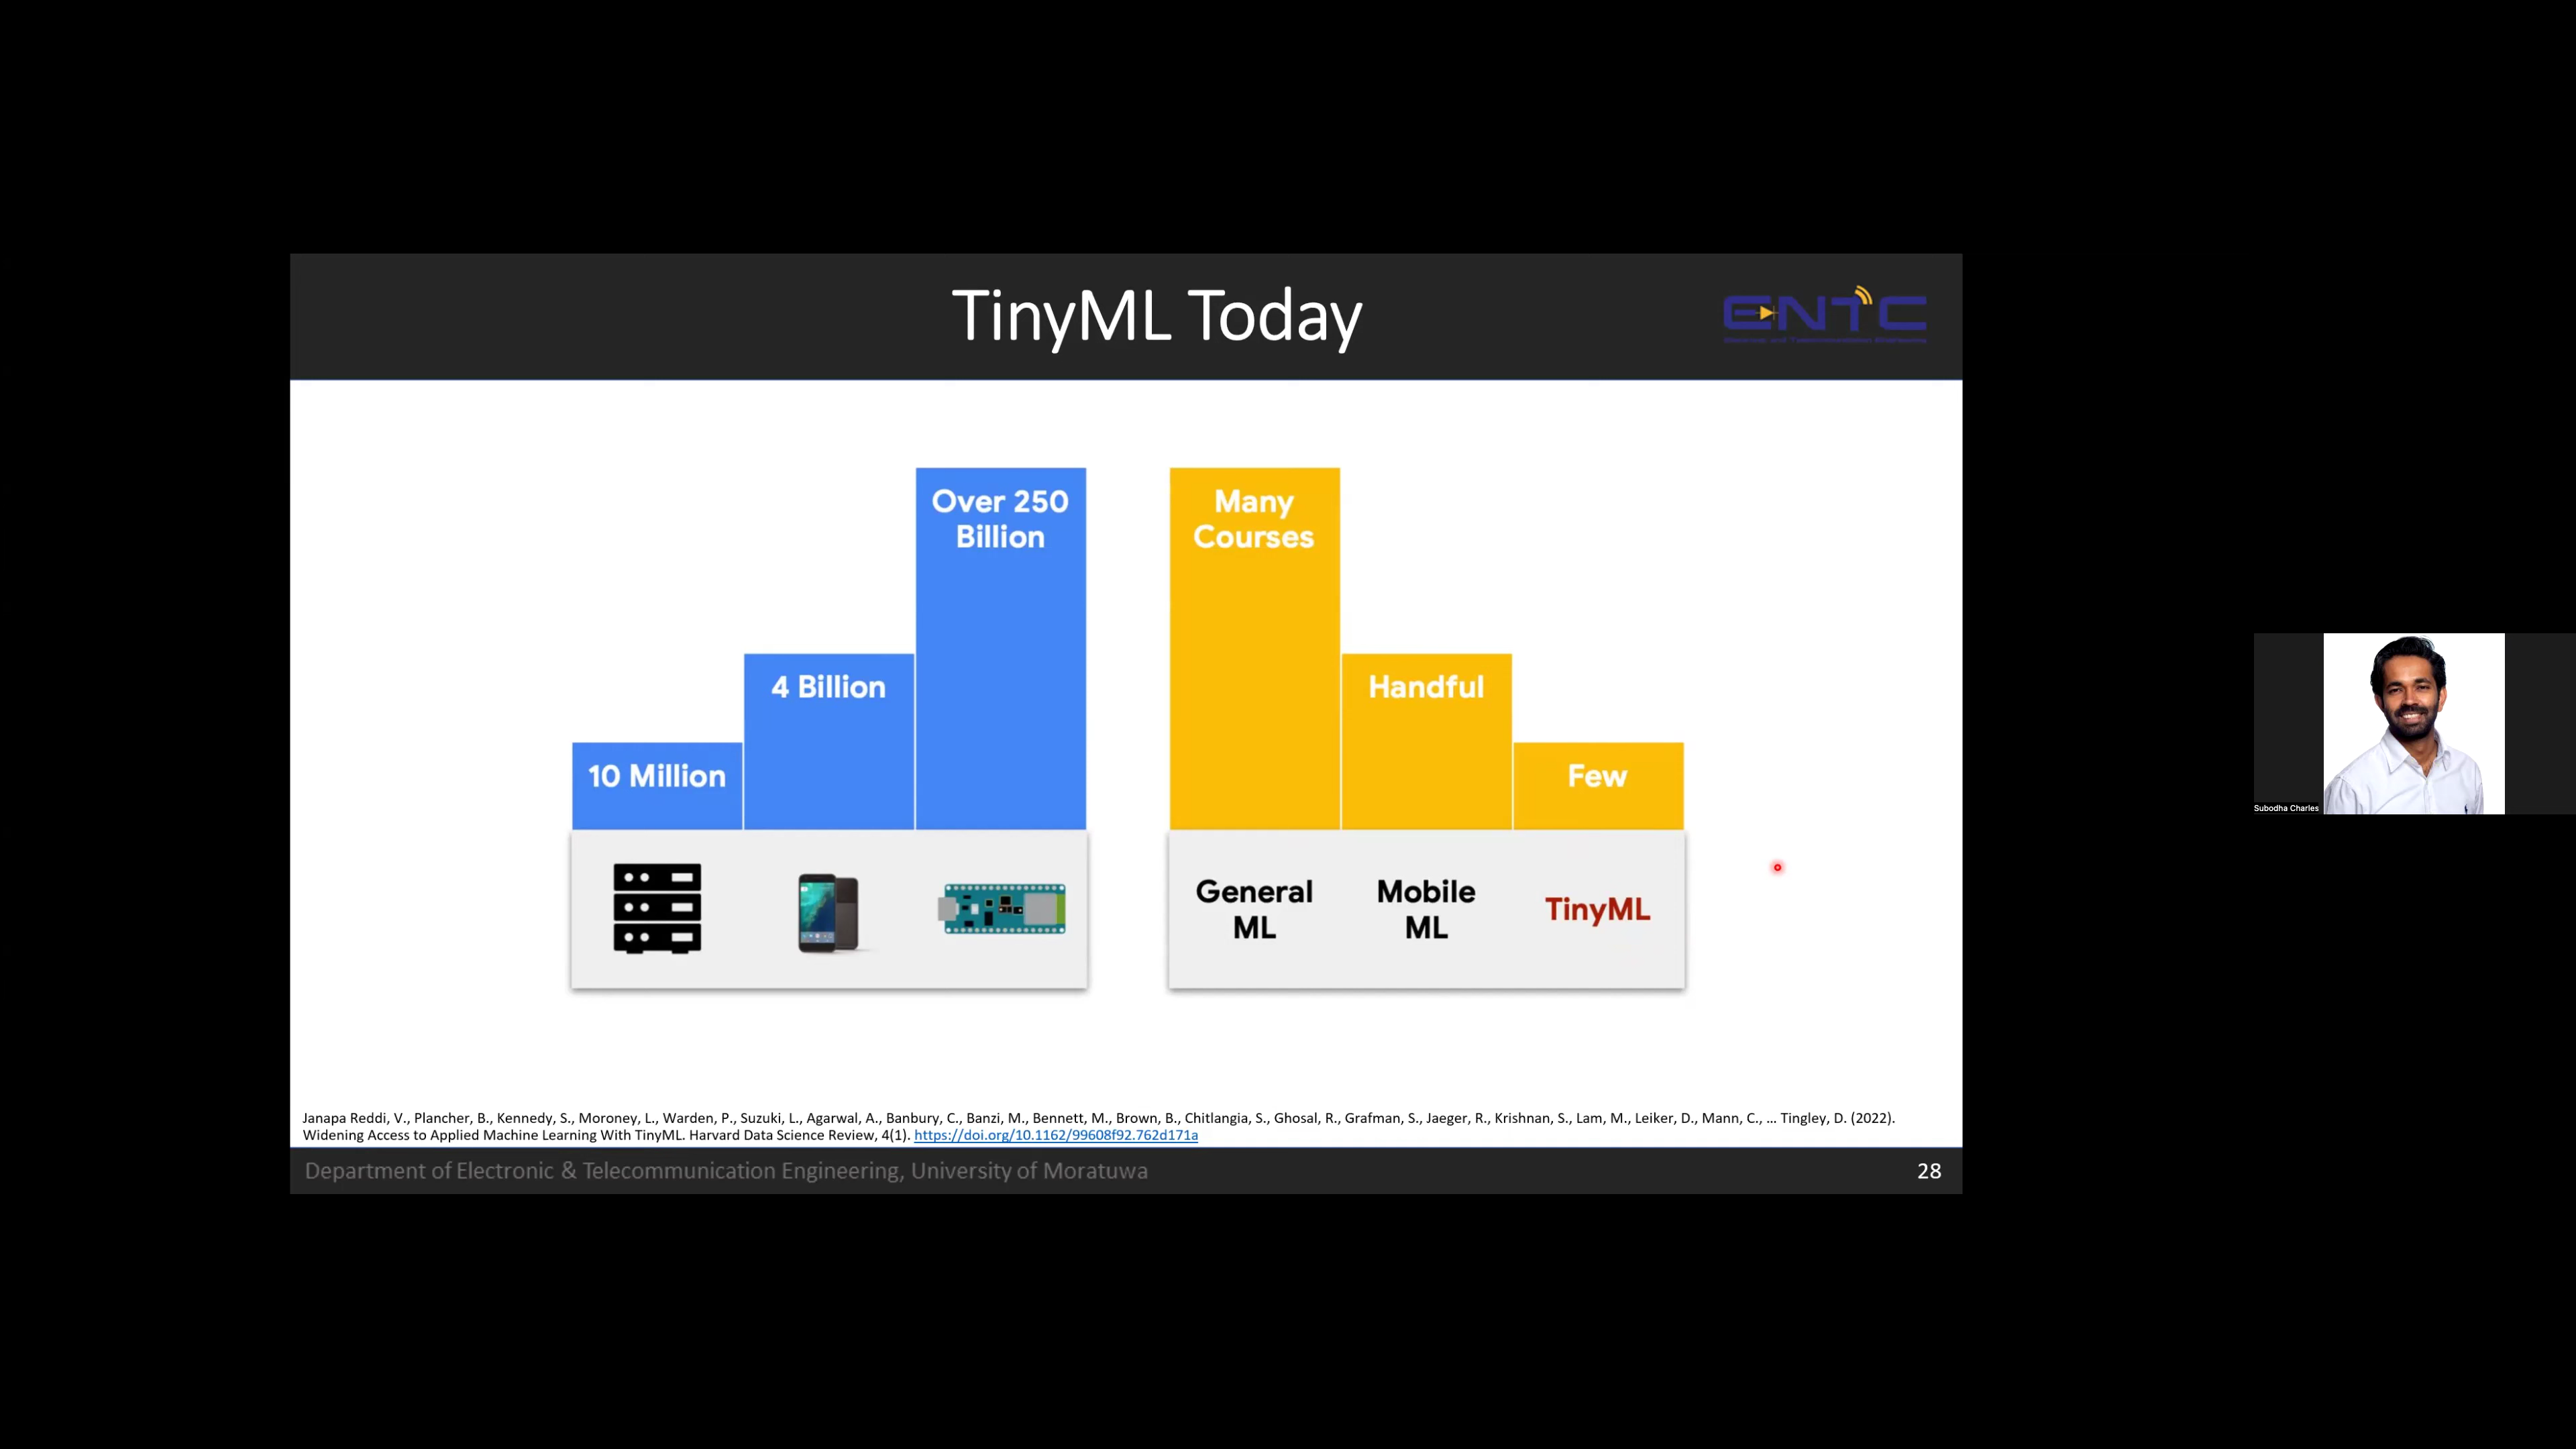 TinyML Today
ENTC
Over 250
Billion
4 Billion
10 Million
Many
Courses
Handful
Few
General
ML
Mobile
ML
TinyML
Janapa Reddi, V., Plancher, B., Kennedy, S., Moroney, L., Warden, P., Suzuki, L., Agarwal, A., Banbury, C., Banzi, M., Bennett, M., Brown, B., Chitlangia, S., Ghosal, R., Grafman, S., Jaeger, R., Krishnan, S., Lam, M., Leiker, D., Mann, C., … Tingley, D. (2022).
Widening Access to Applied Machine Learning With TinyML. Harvard Data Science Review, 4(1). https://doi.org/10.1162/99608f92.762d171a
Department of Electronic & Telecommunication Engineering, University of Moratuwa
28
Subodha Charles